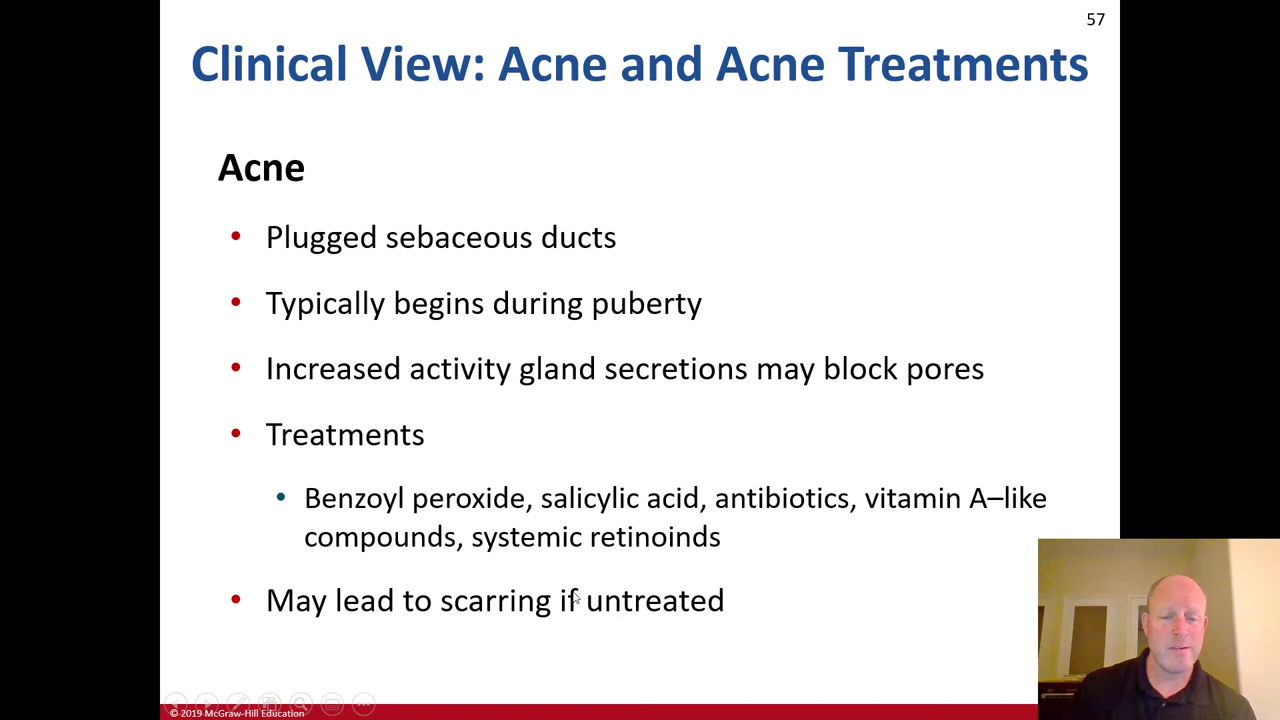 57
Clinical View: Acne and Acne Treatments
Acne
• Plugged sebaceous ducts
• Typically begins during puberty
• Increased activity gland secretions may block pores
• Treatments
• Benzoyl peroxide, salicylic acid, antibiotics, vitamin A–like
compounds, systemic retinoinds
• May lead to scarring if untreated
© 2019 McGraw-Hill Education